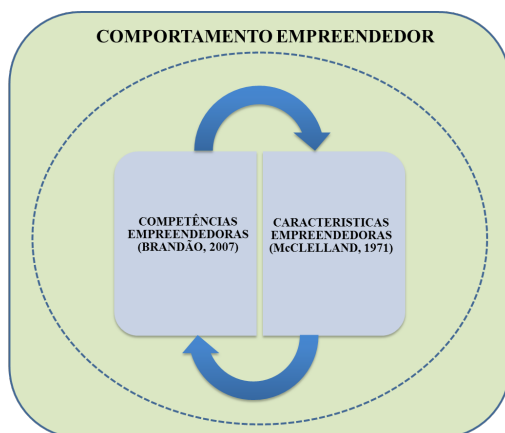 COMPORTAMENTO EMPREENDEDOR
COMPETÊNCIAS
EMPREENDEDORAS
(BRANDÃO, 2007)
CARACTERISTICAS
EMPREENDEDORAS
(McCLELLAND, 1971)